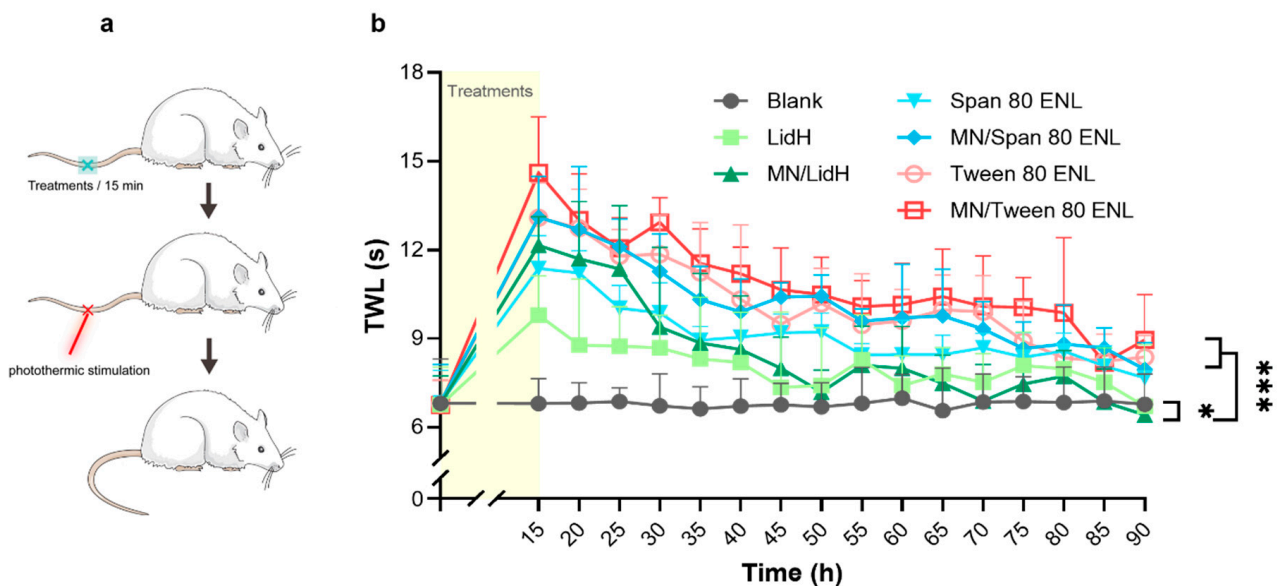 a
Treatments / 15 min
photothermic stimulation
b
Treatments
Blank
LidH
MN/LidH
Span 80 ENL
MN/Span 80 ENL
Tween 80 ENL
MN/Tween 80 ENL
TWL (s)
18
15
12
9
6
0
15 20 25 30 35 40 45 50 55 60 65 70 75 80 85 90
Time (h)
*
***